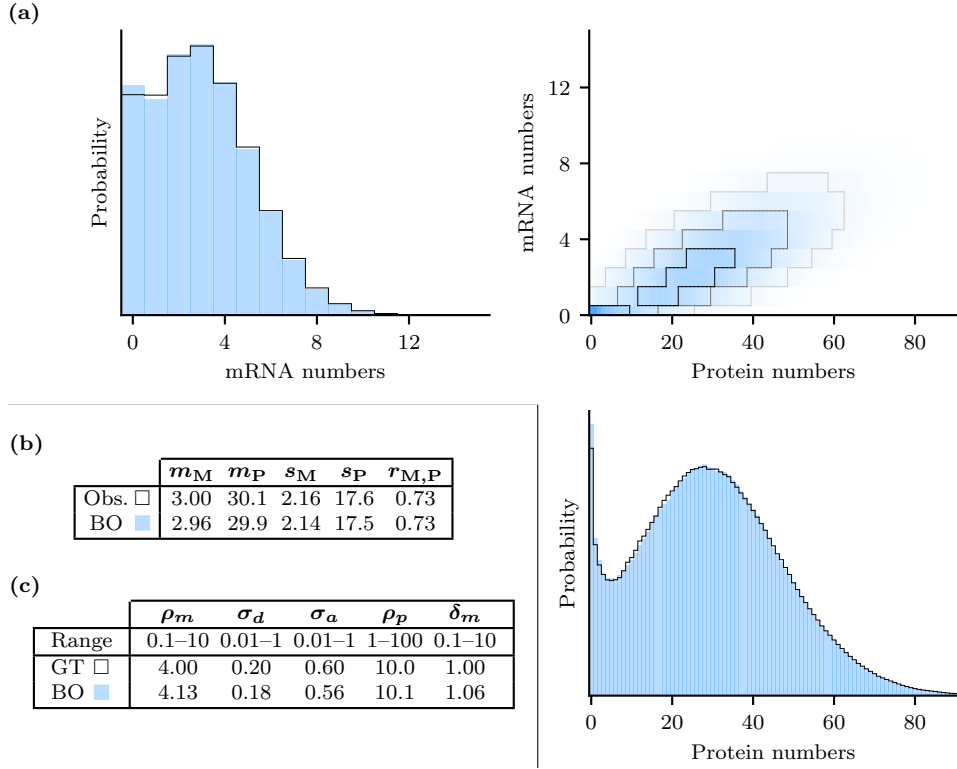 (a)
Probability
0 4 8 12
mRNA numbers
mRNA numbers
12
8
4
0
0 20 40 60 80
Protein numbers
(b)
m_M m_P s_M s_P r_M,P
Obs. □ 3.00 30.1 2.16 17.6 0.73
BO 2.96 29.9 2.14 17.5 0.73
(c)
ρ_m σ_d σ_a ρ_p δ_m
Range 0.1–10 0.01–1 0.01–1 1–100 0.1–10
GT □ 4.00 0.20 0.60 10.0 1.00
BO 4.13 0.18 0.56 10.1 1.06
Probability
0 20 40 60 80
Protein numbers